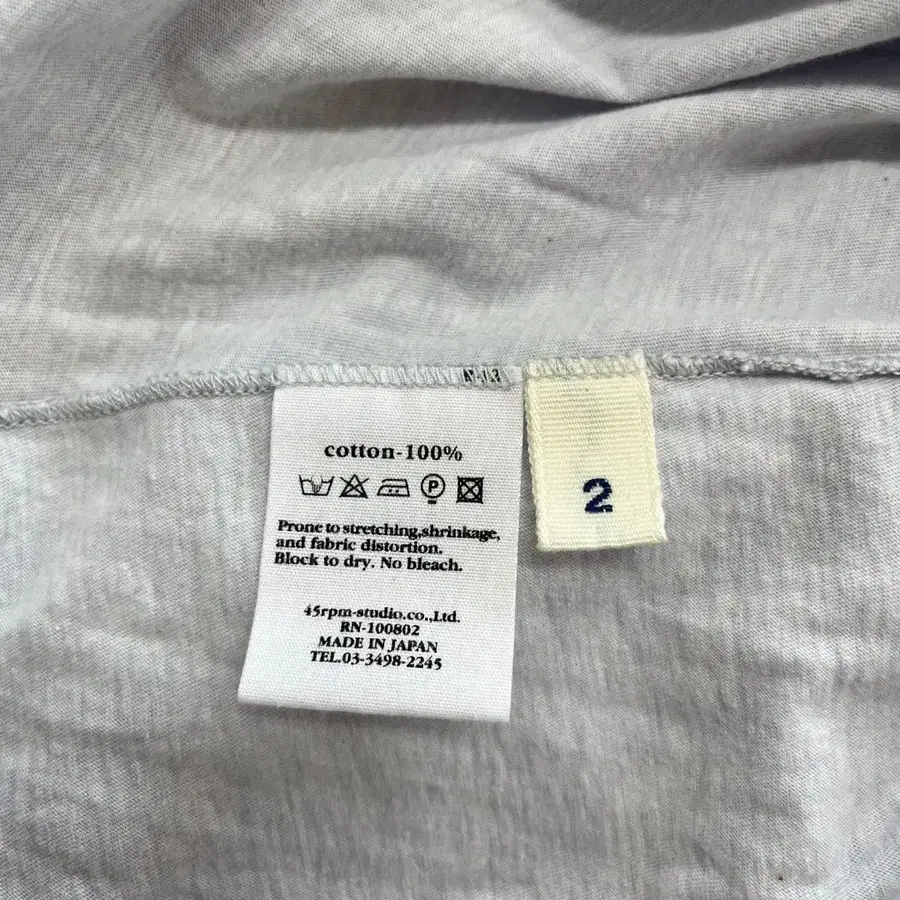 cotton-100%
P
Prone to stretching,shrinkage,
and fabric distortion.
Block to dry. No bleach.
45rpm-studio.co.,Ltd.
RN-100802
MADE IN JAPAN
TEL.03-3498-2245
2